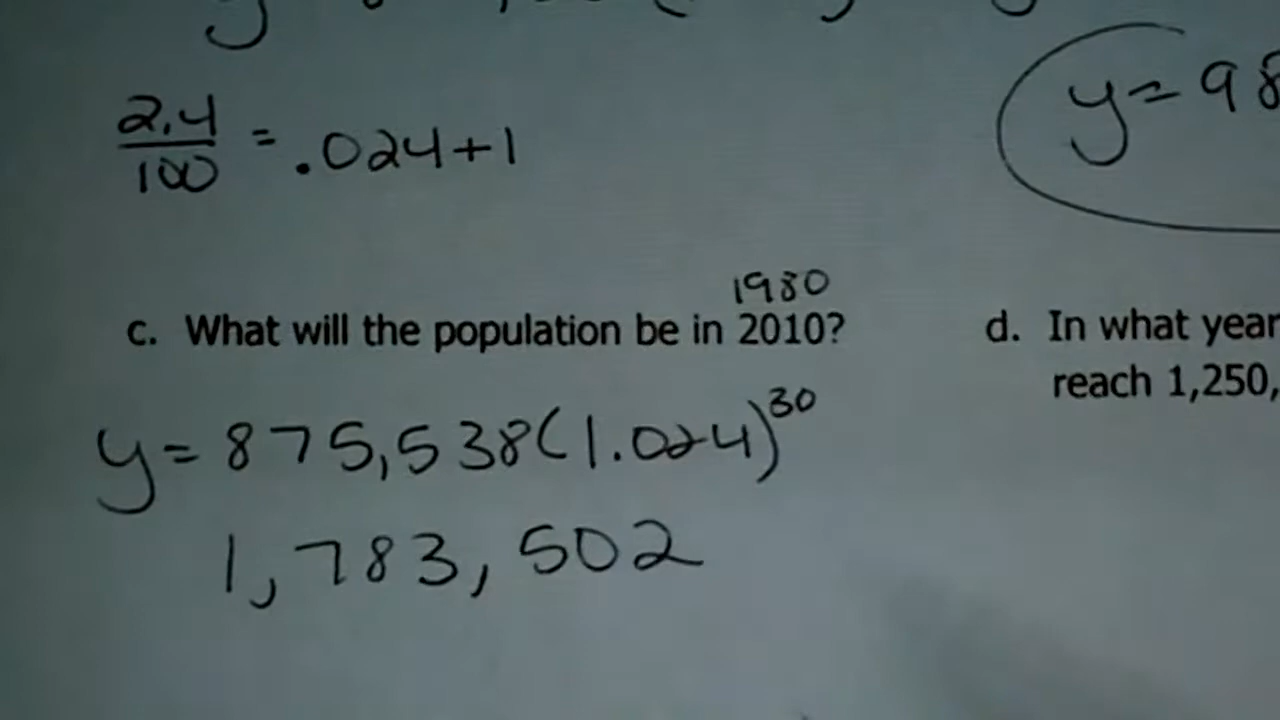 y = 98
2.4
100
= .024 + 1
1980
c. What will the population be in 2010?
y = 875,538(1.024)^30
1,783,502
d. In what year
reach 1,250,